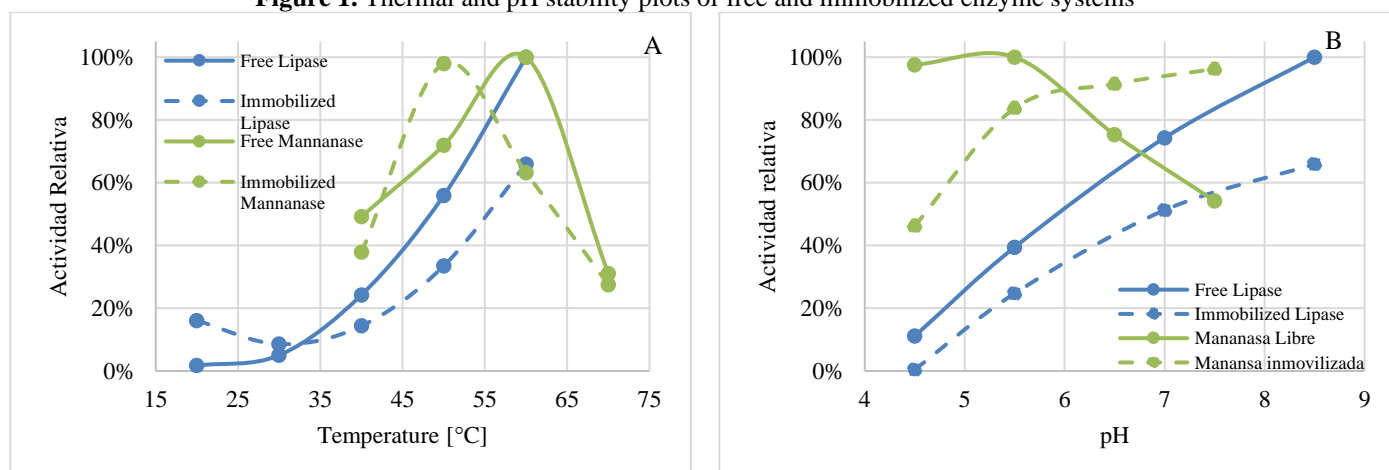 Figure 1. Thermal and pH stability plots of free and immobilized enzyme systems
A
100%
80%
60%
40%
20%
0%
Actividad Relativa
Free Lipase
Immobilized
Lipase
Free Mannanase
Immobilized
Mannanase
15 25 35 45 55 65 75
Temperature [°C]
B
100%
80%
60%
40%
20%
0%
Actividad relativa
Free Lipase
Immobilized Lipase
Mananasa Libre
Manansa inmovilizada
4 5 6 7 8 9
pH